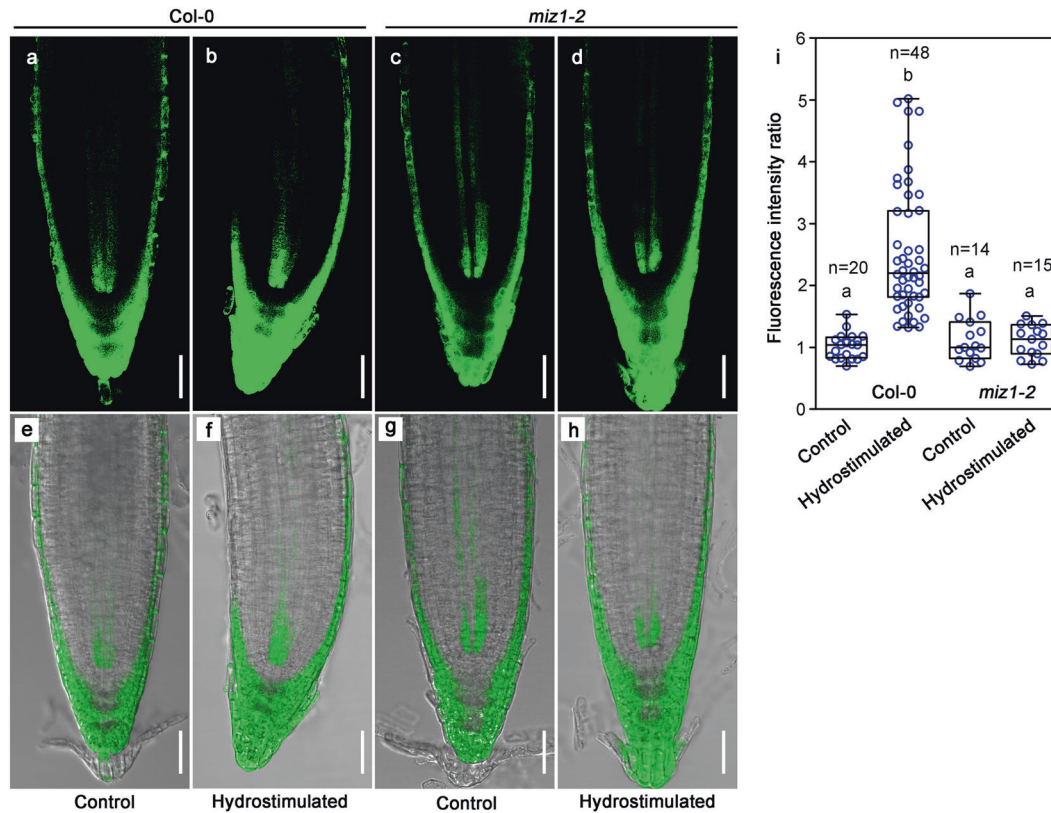 Col-0
miz1-2
a
b
c
d
e
f
g
h
Control
Hydrostimulated
Control
Hydrostimulated
i
Fluorescence intensity ratio
6
5
4
3
2
1
0
n=20
a
n=48
b
n=14
a
n=15
a
Col-0
miz1-2
Control
Hydrostimulated
Control
Hydrostimulated